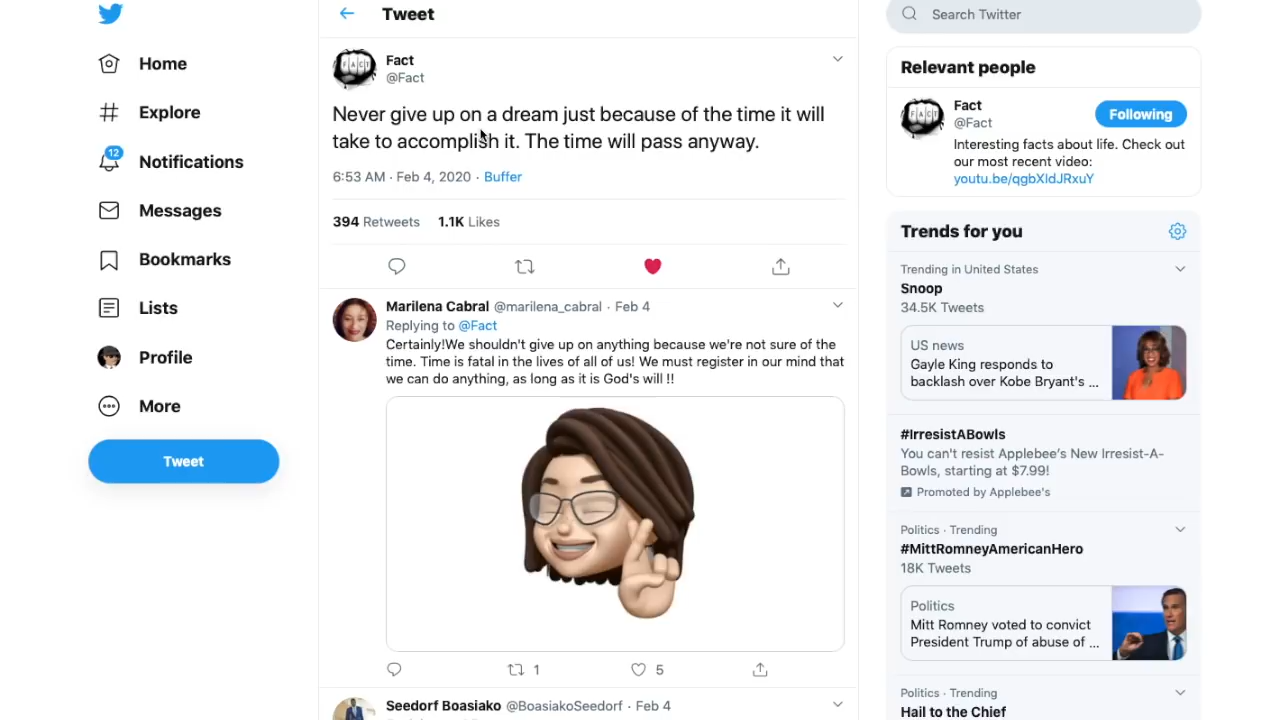 Home
Explore
12
Notifications
Messages
Bookmarks
Lists
Profile
More
Tweet
Tweet
Fact
@Fact
Never give up on a dream just because of the time it will
take to accomplish it. The time will pass anyway.
6:53 AM · Feb 4, 2020 · Buffer
394 Retweets 1.1K Likes
Marilena Cabral @marilena_cabral · Feb 4
Replying to @Fact
Certainly!We shouldn't give up on anything because we're not sure of the
time. Time is fatal in the lives of all of us! We must register in our mind that
we can do anything, as long as it is God's will !!
1 5
Seedorf Boasiako @BoasiakoSeedorf · Feb 4
Search Twitter
Relevant people
FACT
Fact
@Fact
Following
Interesting facts about life. Check out
our most recent video:
youtu.be/qgbXIdJRxuY
Trends for you
Trending in United States
Snoop
34.5K Tweets
US news
Gayle King responds to
backlash over Kobe Bryant's ...
#IrresistABowls
You can't resist Applebee's New Irresist-A-
Bowls, starting at $7.99!
Promoted by Applebee's
Politics · Trending
#MittRomneyAmericanHero
18K Tweets
Politics
Mitt Romney voted to convict
President Trump of abuse of ...
Politics · Trending
Hail to the Chief